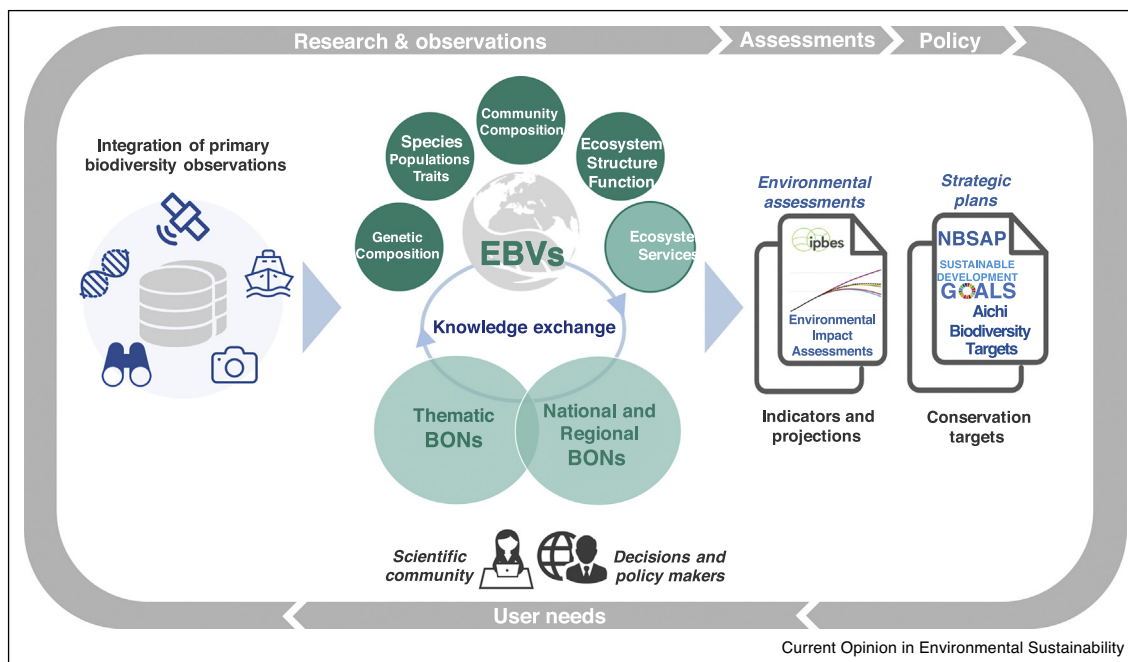 Research & observations
Assessments
Policy
Integration of primary
biodiversity observations
Community
Composition
Species
Populations
Traits
Ecosystem
Structure
Function
Genetic
Composition
Ecosystem
Services
EBVs
Knowledge exchange
Thematic
BONs
National and
Regional
BONs
Environmental
assessments
ipbes
Environmental
Impact
Assessments
Indicators and
projections
Strategic
plans
NBSAP
SUSTAINABLE
DEVELOPMENT
GOALS
Aichi
Biodiversity
Targets
Conservation
targets
Scientific
community
Decisions and
policy makers
User needs
Current Opinion in Environmental Sustainability